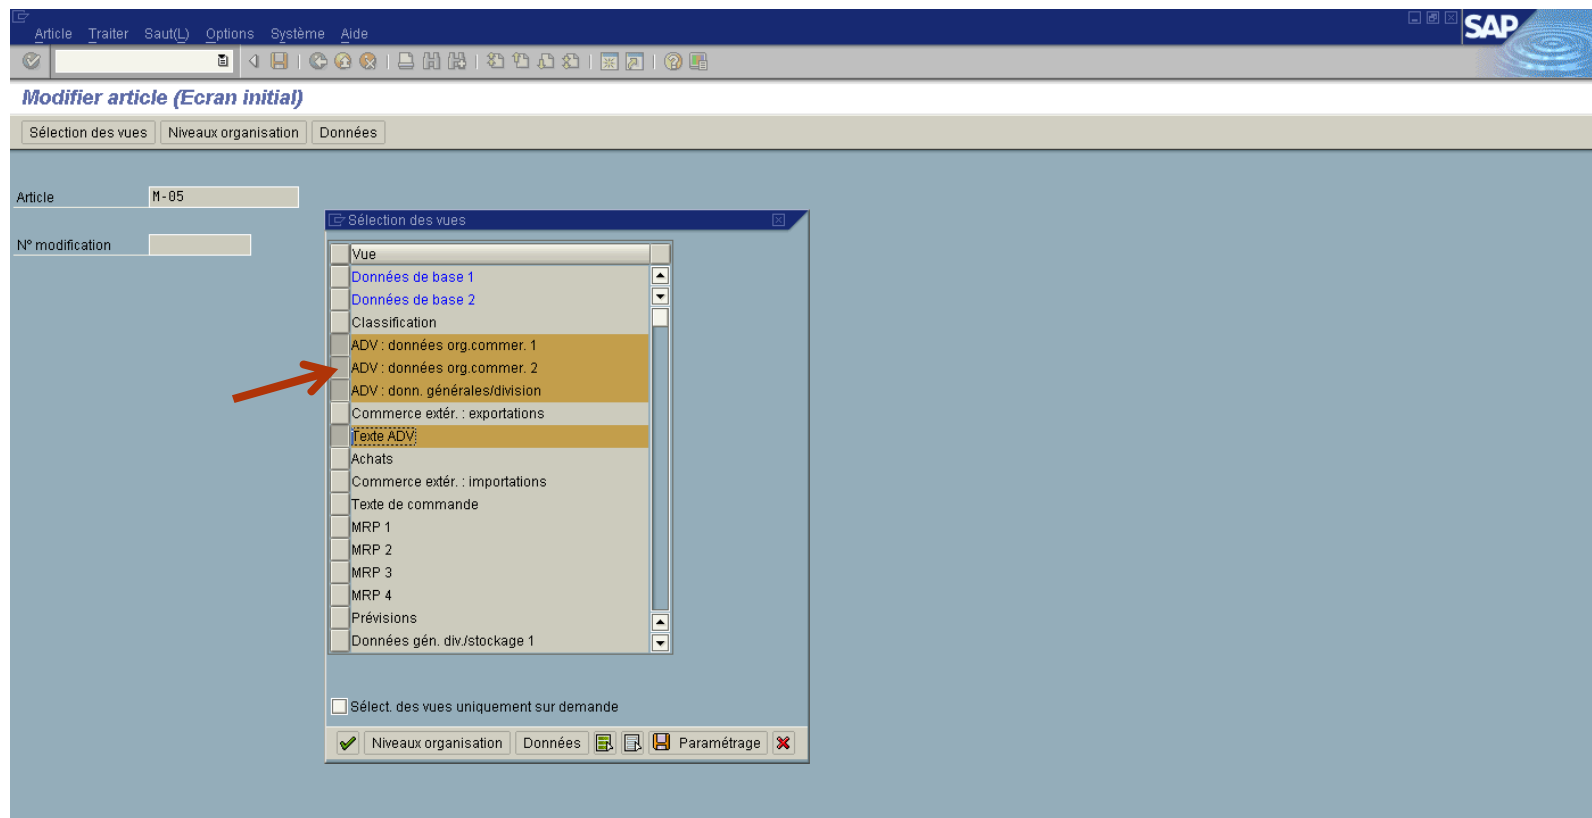 Article Traiter Saut(L) Options Système Aide
SAP
Modifier article (Ecran initial)
Sélection des vues Niveaux organisation Données
Article M-05
Nº modification
Sélection des vues
Vue
Données de base 1
Données de base 2
Classification
ADV : données org.commer. 1
ADV : données org.commer. 2
ADV : donn. générales/division
Commerce extér. : exportations
Texte ADV
Achats
Commerce extér. : importations
Texte de commande
MRP 1
MRP 2
MRP 3
MRP 4
Prévisions
Données gén. div./stockage 1
Sélect. des vues uniquement sur demande
Niveaux organisation Données Paramétrage